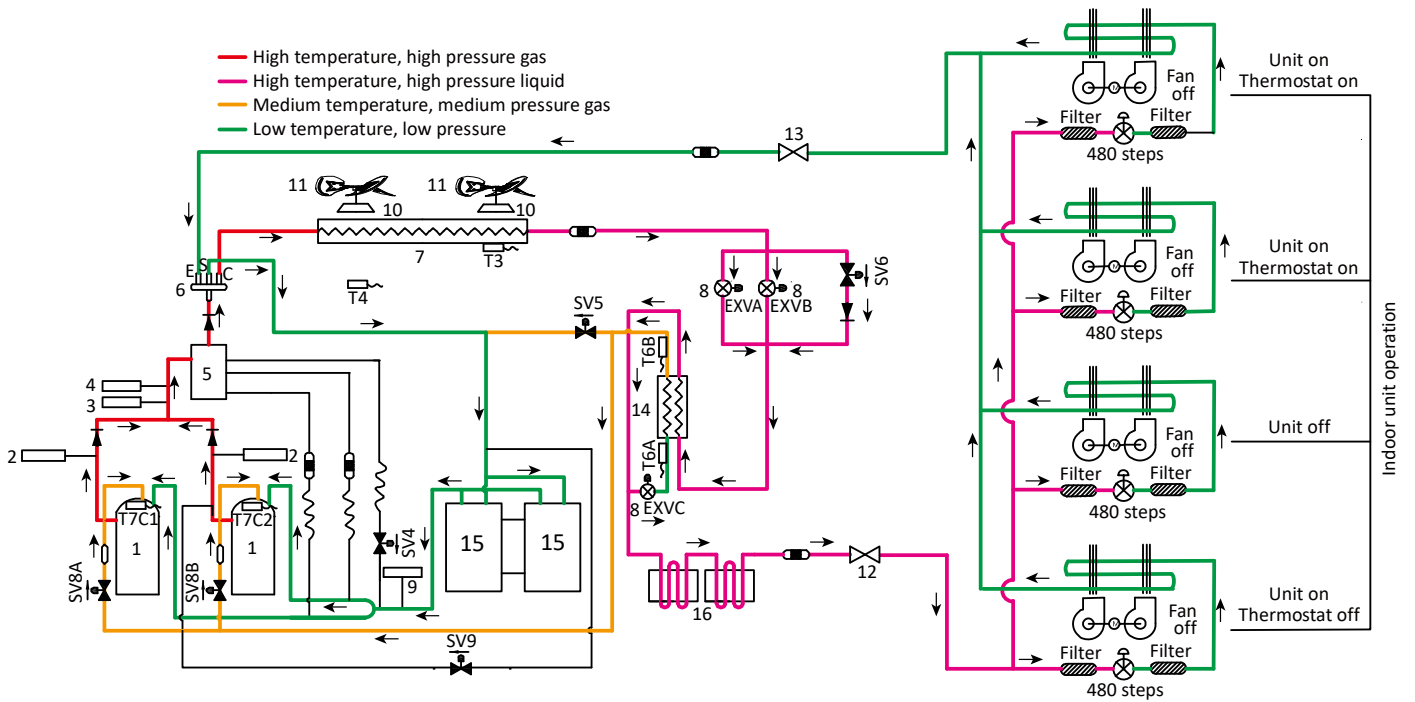 High temperature, high pressure gas
High temperature, high pressure liquid
Medium temperature, medium pressure gas
Low temperature, low pressure
13
11
10
11
10
7
T3
T4
E
S
C
6
5
4
3
2
2
T7C1
1
T7C2
1
SV8A
SV8B
SV4
9
15
15
SV9
SV5
T6B
14
T6A
8
EXVC
8
EXVA
8
EXVB
SV6
16
12
Fan
off
Filter
Filter
480 steps
Unit on
Thermostat on
Fan
off
Filter
Filter
480 steps
Unit on
Thermostat on
Fan
off
Filter
Filter
480 steps
Unit off
Fan
off
Filter
Filter
480 steps
Unit on
Thermostat off
Indoor unit operation